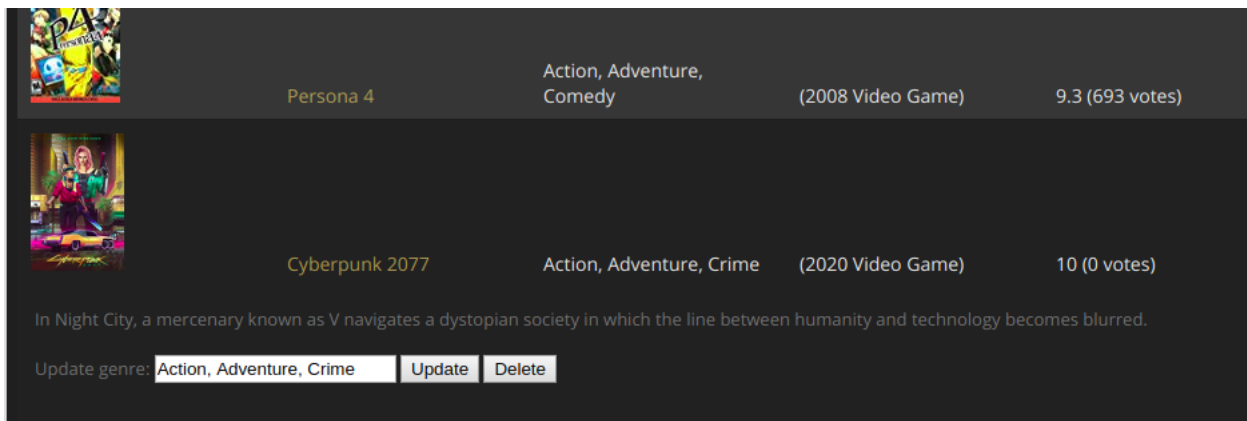 P4
Persona 4
Action, Adventure,
Comedy
(2008 Video Game)
9.3 (693 votes)
Cyberpunk 2077
Action, Adventure, Crime
(2020 Video Game)
10 (0 votes)
In Night City, a mercenary known as V navigates a dystopian society in which the line between humanity and technology becomes blurred.
Update genre: Action, Adventure, Crime Update Delete